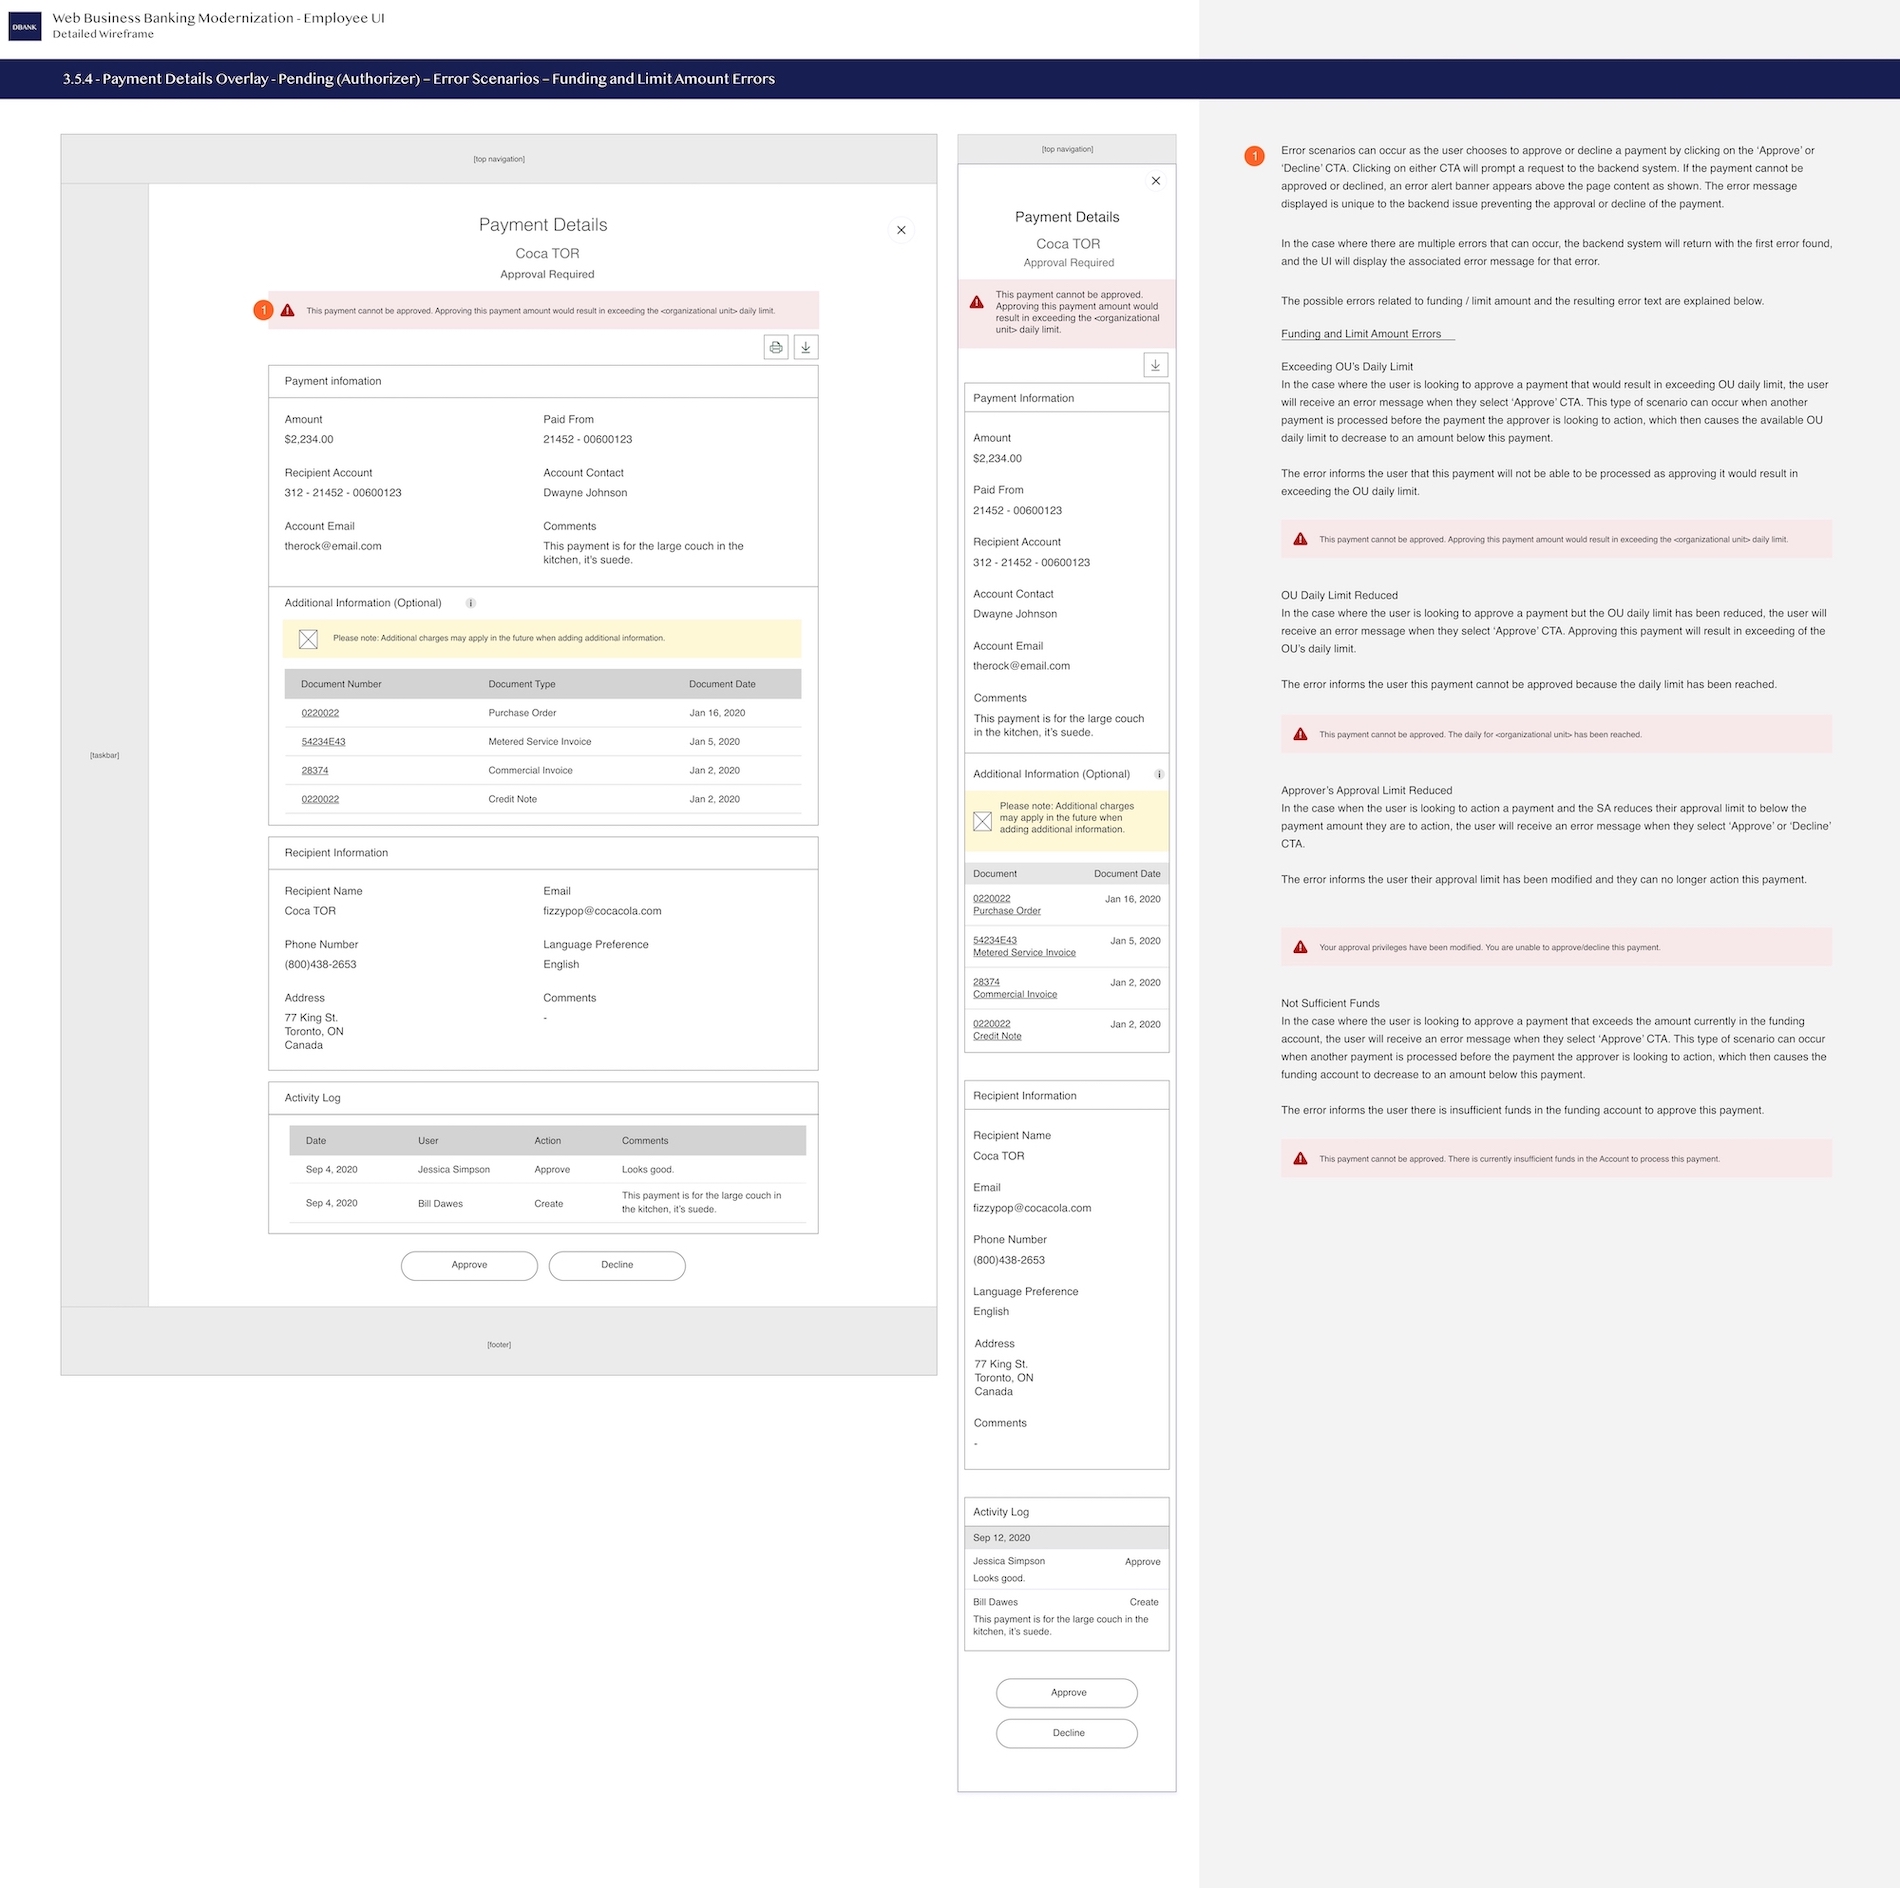 DBANK
Web Business Banking Modernization - Employee UI
Detailed Wireframe
3.5.4 - Payment Details Overlay - Pending (Authorizer) – Error Scenarios – Funding and Limit Amount Errors
[top navigation]
[taskbar]
Payment Details
Coca TOR
Approval Required
1
This payment cannot be approved. Approving this payment amount would result in exceeding the <organizational unit> daily limit.
Payment infomation
Amount
$2,234.00
Paid From
21452 - 00600123
Recipient Account
312 - 21452 - 00600123
Account Contact
Dwayne Johnson
Account Email
therock@email.com
Comments
This payment is for the large couch in the
kitchen, it's suede.
Additional Information (Optional)
i
Please note: Additional charges may apply in the future when adding additional information.
Document Number Document Type Document Date
0220022 Purchase Order Jan 16, 2020
54234E43 Metered Service Invoice Jan 5, 2020
28374 Commercial Invoice Jan 2, 2020
0220022 Credit Note Jan 2, 2020
Recipient Information
Recipient Name
Coca TOR
Email
fizzypop@cocacola.com
Phone Number
(800)438-2653
Language Preference
English
Address
77 King St.
Toronto, ON
Canada
Comments
-
Activity Log
Date User Action Comments
Sep 4, 2020 Jessica Simpson Approve Looks good.
Sep 4, 2020 Bill Dawes Create This payment is for the large couch in
the kitchen, it's suede.
Approve
Decline
[footer]
[top navigation]
Payment Details
Coca TOR
Approval Required
This payment cannot be approved.
Approving this payment amount would
result in exceeding the <organizational
unit> daily limit.
Payment Information
Amount
$2,234.00
Paid From
21452 - 00600123
Recipient Account
312 - 21452 - 00600123
Account Contact
Dwayne Johnson
Account Email
therock@email.com
Comments
This payment is for the large couch
in the kitchen, it's suede.
Additional Information (Optional)
i
Please note: Additional charges
may apply in the future when
adding additional information.
Document Document Date
0220022 Jan 16, 2020
Purchase Order
54234E43 Jan 5, 2020
Metered Service Invoice
28374 Jan 2, 2020
Commercial Invoice
0220022 Jan 2, 2020
Credit Note
Recipient Information
Recipient Name
Coca TOR
Email
fizzypop@cocacola.com
Phone Number
(800)438-2653
Language Preference
English
Address
77 King St.
Toronto, ON
Canada
Comments
-
Activity Log
Sep 12, 2020
Jessica Simpson Approve
Looks good.
Bill Dawes Create
This payment is for the large couch in the
kitchen, it's suede.
Approve
Decline
1
Error scenarios can occur as the user chooses to approve or decline a payment by clicking on the ‘Approve’ or
‘Decline’ CTA. Clicking on either CTA will prompt a request to the backend system. If the payment cannot be
approved or declined, an error alert banner appears above the page content as shown. The error message
displayed is unique to the backend issue preventing the approval or decline of the payment.
In the case where there are multiple errors that can occur, the backend system will return with the first error found,
and the UI will display the associated error message for that error.
The possible errors related to funding / limit amount and the resulting error text are explained below.
Funding and Limit Amount Errors
Exceeding OU’s Daily Limit
In the case where the user is looking to approve a payment that would result in exceeding OU daily limit, the user
will receive an error message when they select ‘Approve’ CTA. This type of scenario can occur when another
payment is processed before the payment the approver is looking to action, which then causes the available OU
daily limit to decrease to an amount below this payment.
The error informs the user that this payment will not be able to be processed as approving it would result in
exceeding the OU daily limit.
This payment cannot be approved. Approving this payment amount would result in exceeding the <organizational unit> daily limit.
OU Daily Limit Reduced
In the case where the user is looking to approve a payment but the OU daily limit has been reduced, the user will
receive an error message when they select ‘Approve’ CTA. Approving this payment will result in exceeding of the
OU’s daily limit.
The error informs the user this payment cannot be approved because the daily limit has been reached.
This payment cannot be approved. The daily for <organizational unit> has been reached.
Approver’s Approval Limit Reduced
In the case when the user is looking to action a payment and the SA reduces their approval limit to below the
payment amount they are to action, the user will receive an error message when they select ‘Approve’ or ‘Decline’
CTA.
The error informs the user their approval limit has been modified and they can no longer action this payment.
Your approval privileges have been modified. You are unable to approve/decline this payment.
Not Sufficient Funds
In the case where the user is looking to approve a payment that exceeds the amount currently in the funding
account, the user will receive an error message when they select ‘Approve’ CTA. This type of scenario can occur
when another payment is processed before the payment the approver is looking to action, which then causes the
funding account to decrease to an amount below this payment.
The error informs the user there is insufficient funds in the funding account to approve this payment.
This payment cannot be approved. There is currently insufficient funds in the Account to process this payment.